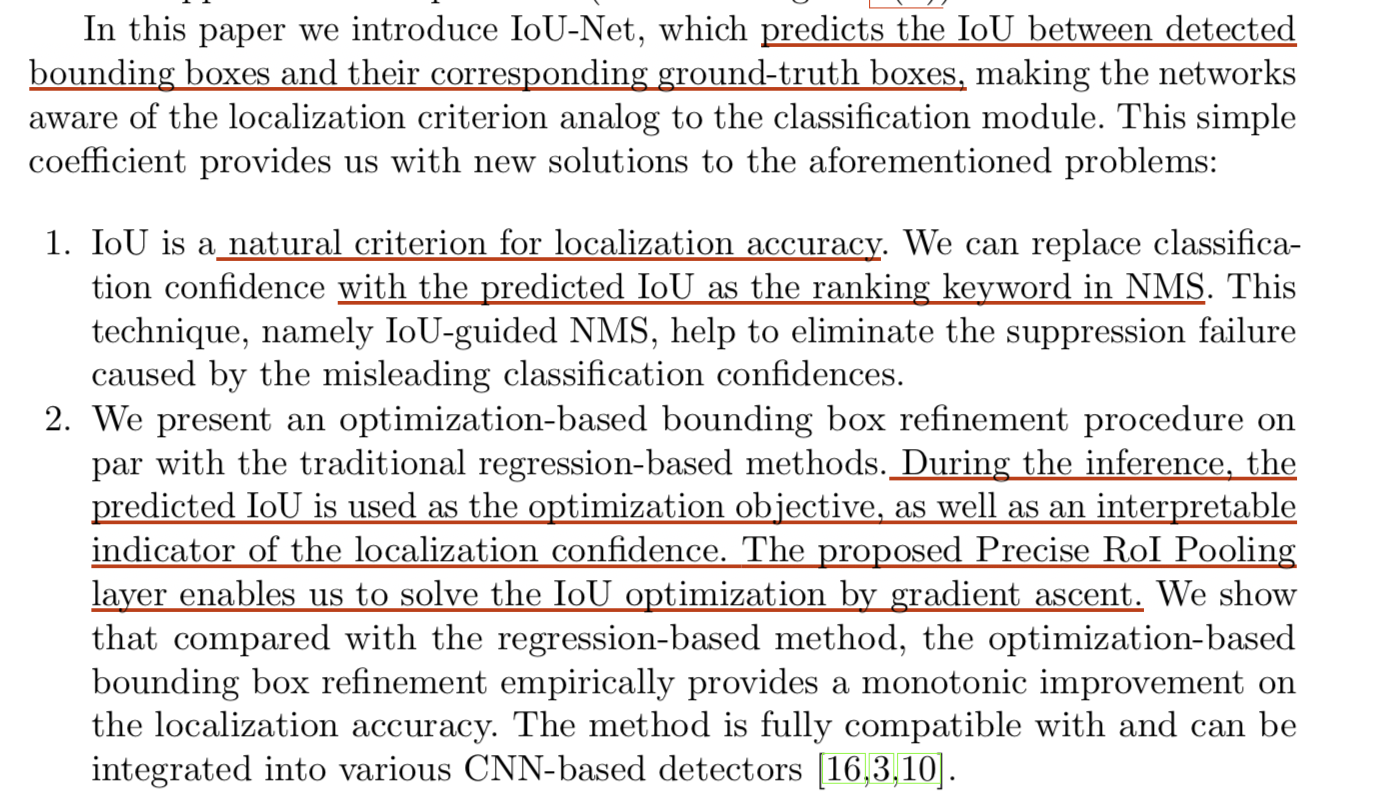 In this paper we introduce IoU-Net, which predicts the IoU between detected
bounding boxes and their corresponding ground-truth boxes, making the networks
aware of the localization criterion analog to the classification module. This simple
coefficient provides us with new solutions to the aforementioned problems:
1. IoU is a natural criterion for localization accuracy. We can replace classifica-
tion confidence with the predicted IoU as the ranking keyword in NMS. This
technique, namely IoU-guided NMS, help to eliminate the suppression failure
caused by the misleading classification confidences.
2. We present an optimization-based bounding box refinement procedure on
par with the traditional regression-based methods. During the inference, the
predicted IoU is used as the optimization objective, as well as an interpretable
indicator of the localization confidence. The proposed Precise RoI Pooling
layer enables us to solve the IoU optimization by gradient ascent. We show
that compared with the regression-based method, the optimization-based
bounding box refinement empirically provides a monotonic improvement on
the localization accuracy. The method is fully compatible with and can be
integrated into various CNN-based detectors [16,3,10].